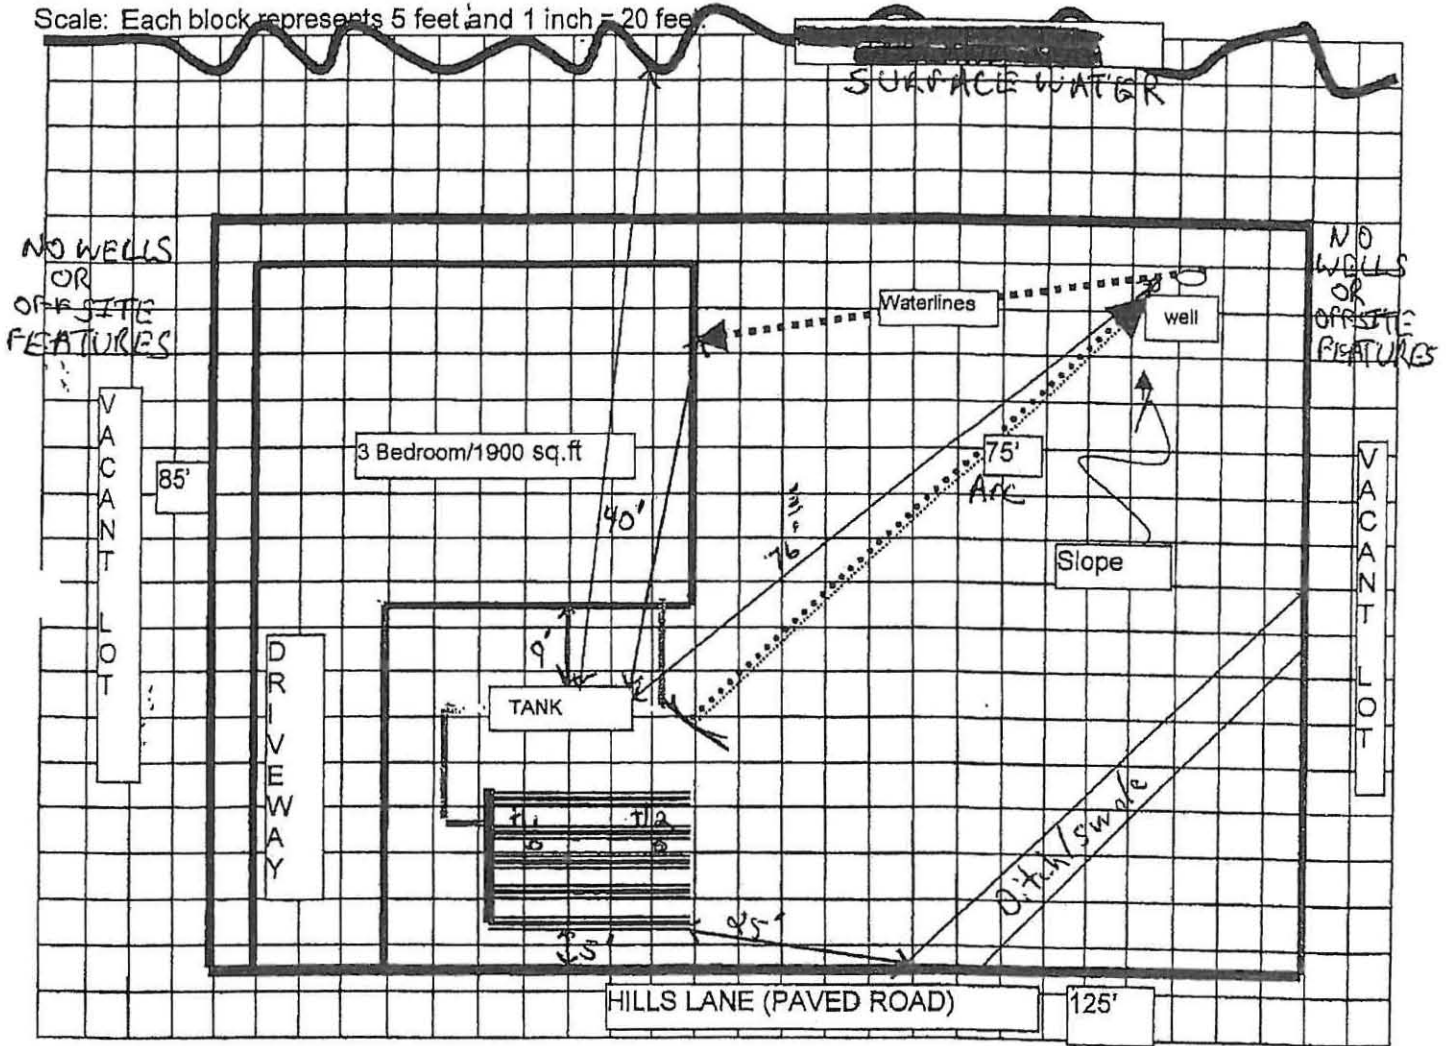 Scale: Each block represents 5 feet and 1 inch = 20 feet.
SURFACE WATER
NO WELLS
OR
OFFSITE
FEATURES
NO
WELLS
OR
OFFSITE
FEATURES
Waterlines
well
VACANT LOT
85'
3 Bedroom/1900 sq.ft
75'
Arc
40'
76'
Slope
VACANT LOT
9'
DRIVEWAY
TANK
Ditch/swale
25'
5'
HILLS LANE (PAVED ROAD)
125'